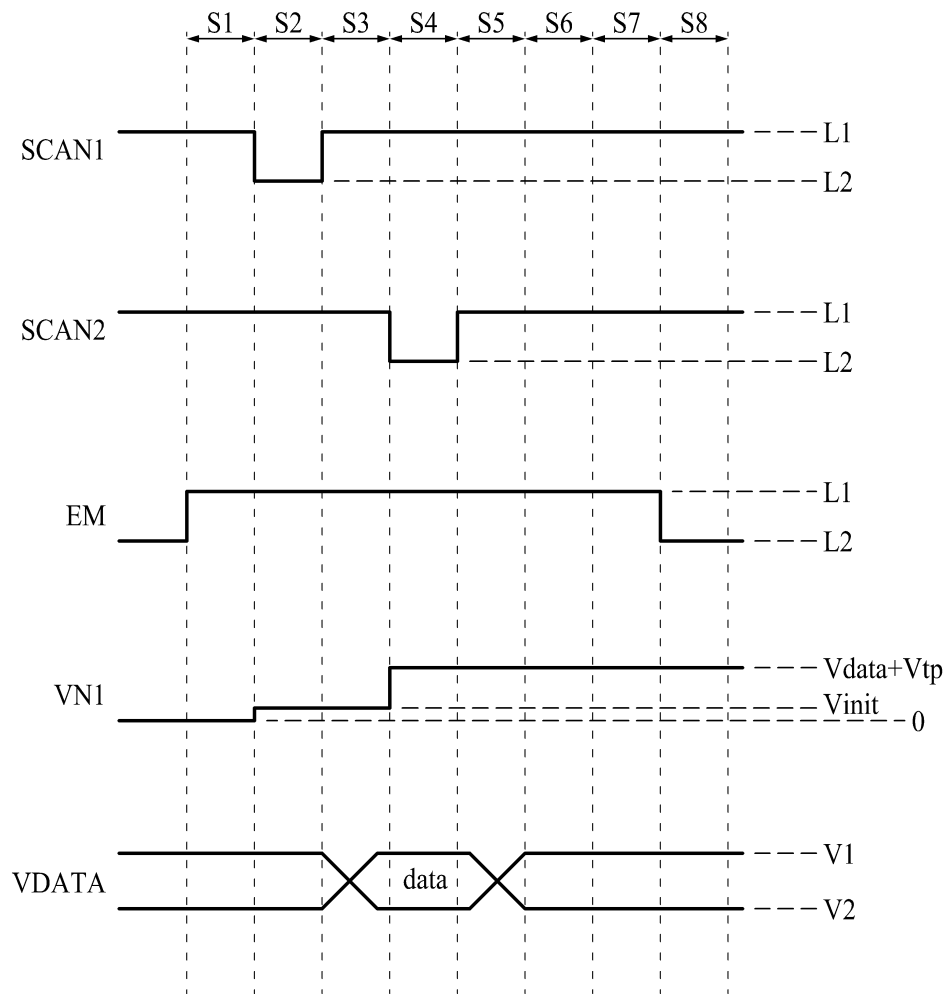 S1 S2 S3 S4 S5 S6 S7 S8
SCAN1
L1
L2
SCAN2
L1
L2
EM
L1
L2
VN1
Vdata+Vtp
Vinit
0
VDATA
data
V1
V2